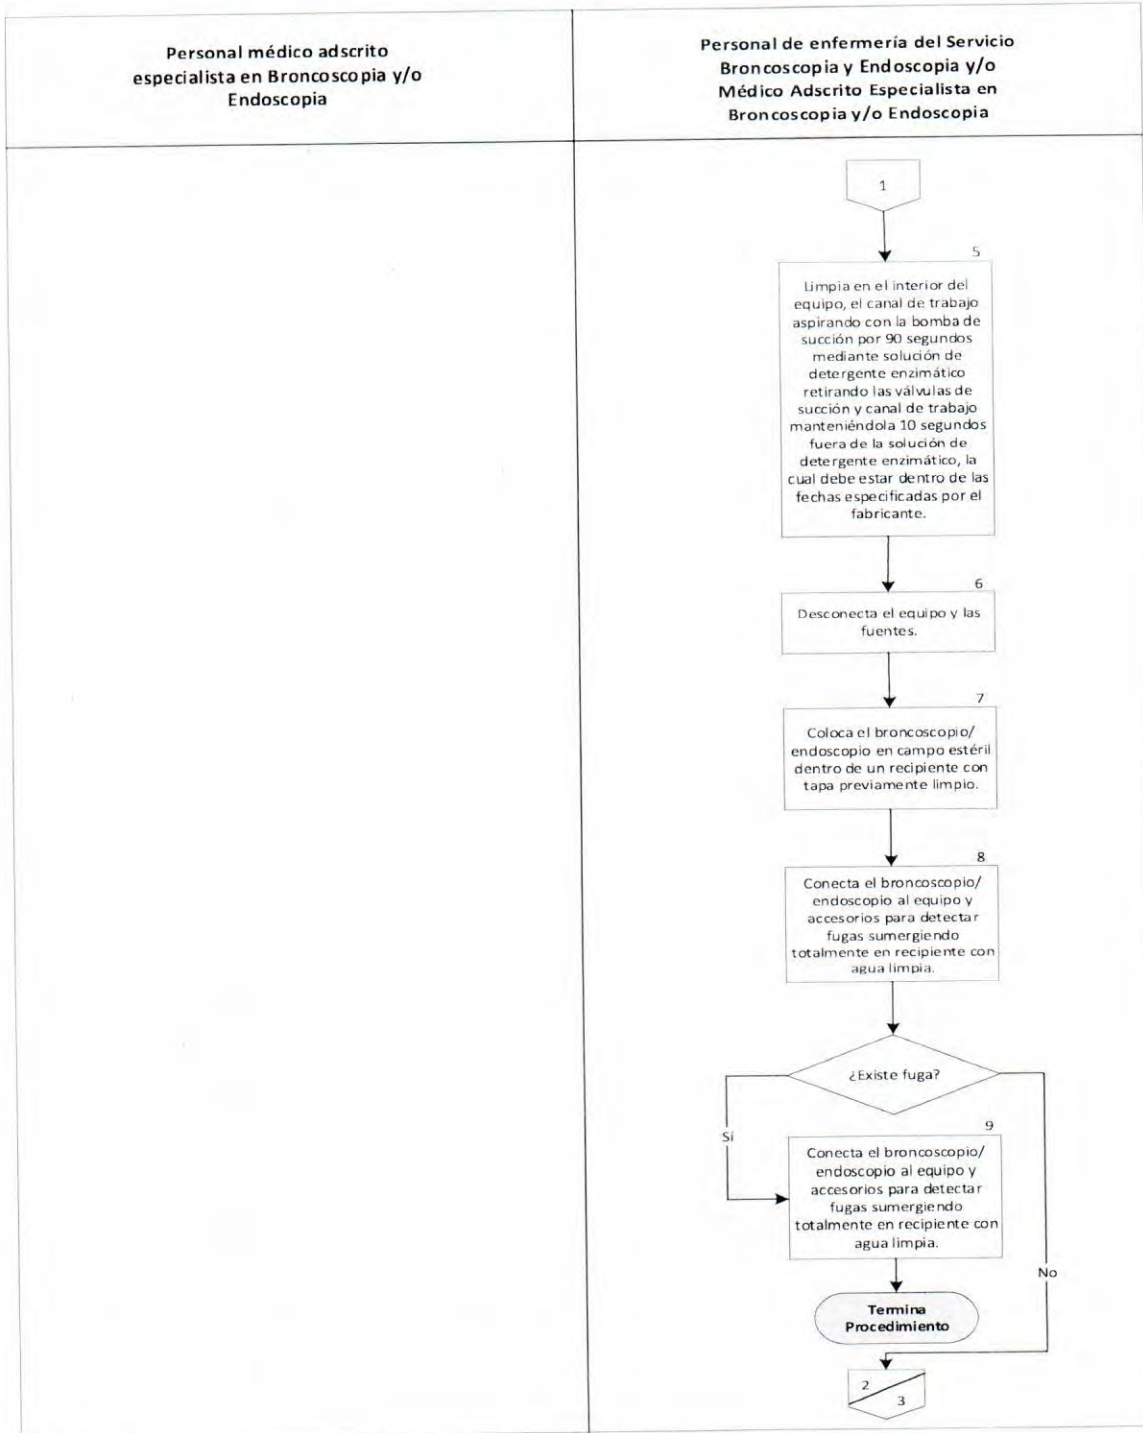 Personal médico adscrito
especialista en Broncoscopia y/o
Endoscopia
Personal de enfermería del Servicio
Broncoscopia y Endoscopia y/o
Médico Adscrito Especialista en
Broncoscopia y/o Endoscopia
1
5
Limpia en el interior del
equipo, el canal de trabajo
aspirando con la bomba de
succión por 90 segundos
mediante solución de
detergente enzimático
retirando las válvulas de
succión y canal de trabajo
manteniéndola 10 segundos
fuera de la solución de
detergente enzimático, la
cual debe estar dentro de las
fechas especificadas por el
fabricante.
6
Desconecta el equipo y las
fuentes.
7
Coloca el broncoscopio/
endoscopio en campo estéril
dentro de un recipiente con
tapa previamente limpio.
8
Conecta el broncoscopio/
endoscopio al equipo y
accesorios para detectar
fugas sumergiendo
totalmente en recipiente con
agua limpia.
¿Existe fuga?
Sí
9
Conecta el broncoscopio/
endoscopio al equipo y
accesorios para detectar
fugas sumergiendo
totalmente en recipiente con
agua limpia.
No
Termina
Procedimiento
2
3